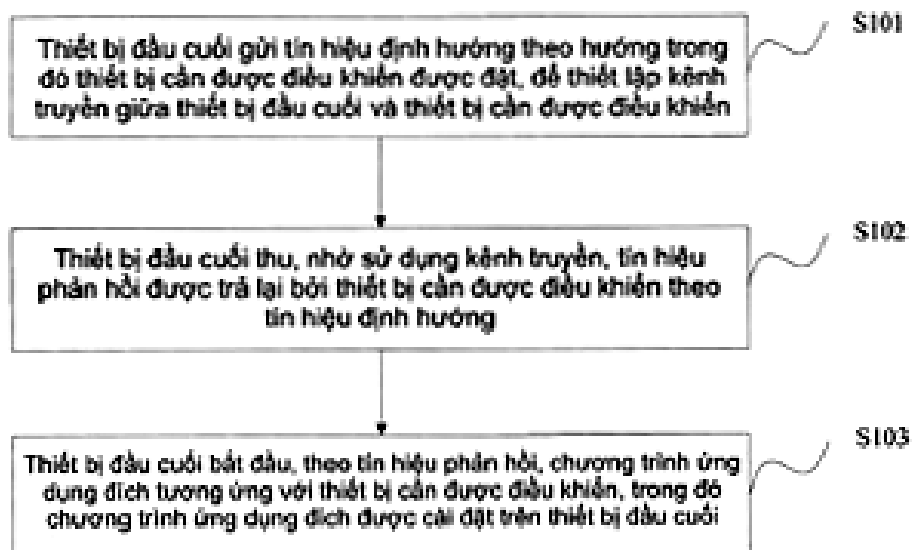 Thiết bị đầu cuối gửi tín hiệu định hướng theo hướng trong
đó thiết bị cần được điều khiển được đặt, để thiết lập kênh
truyền giữa thiết bị đầu cuối và thiết bị cần được điều khiển
S101
Thiết bị đầu cuối thu, nhờ sử dụng kênh truyền, tín hiệu
phản hồi được trả lại bởi thiết bị cần được điều khiển theo
tín hiệu định hướng
S102
Thiết bị đầu cuối bắt đầu, theo tín hiệu phản hồi, chương trình ứng
dụng đích tương ứng với thiết bị cần được điều khiển, trong đó
chương trình ứng dụng đích được cài đặt trên thiết bị đầu cuối
S103